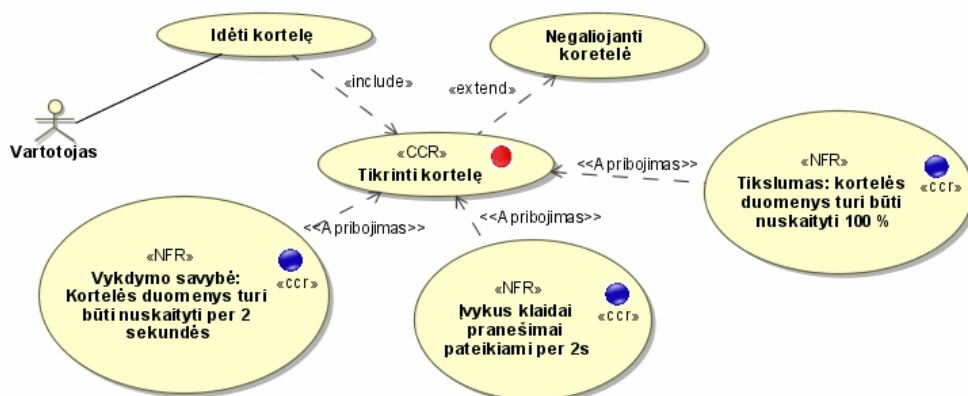 Idėti kortelę
Negaliojanti
koretelė
«include»
«extend»
Vartotojas
«CCR»
Tikrinti kortelę
<<Apribojimas>>
«NFR»
«ccr»
Tikslumas: kortelės
duomenys turi būti
nuskaityti 100 %
<<Apribojimas>>
<<Apribojimas>>
«NFR»
Vykdymo savybė:
«ccr»
Kortelės duomenys turi
būti nuskaityti per 2
sekundės
«NFR»
«ccr»
Įvykus klaidai
pranešimai
pateikiami per 2s